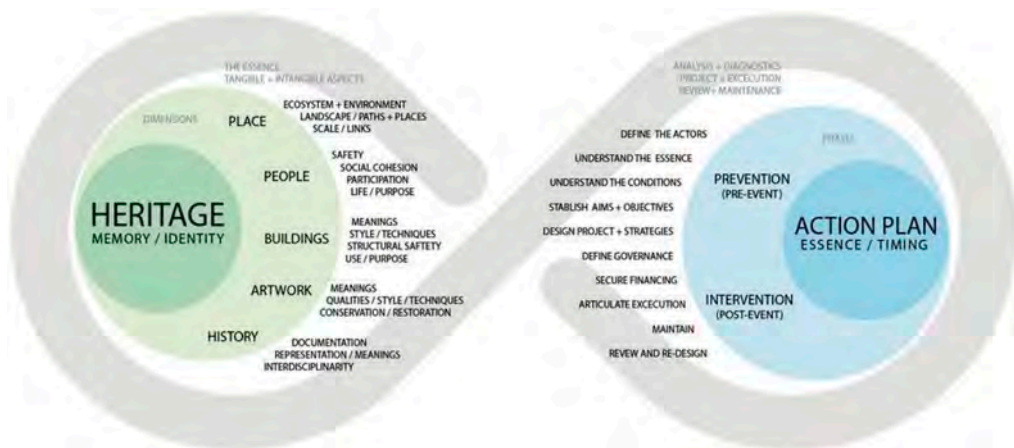 THE ESSENCE
TANGIBLE + INTANGIBLE ASPECTS
DIMENSIONS
PLACE
ECOSYSTEM + ENVIRONMENT
LANDSCAPE / PATHS + PLACES
SCALE / LINKS
PEOPLE
SAFETY
SOCIAL COHESION
PARTICIPATION
LIFE / PURPOSE
HERITAGE
MEMORY / IDENTITY
BUILDINGS
MEANINGS
STYLE / TECHNIQUES
STRUCTURAL SAFTETY
USE / PURPOSE
ARTWORK
MEANINGS
QUALITIES / STYLE / TECHNIQUES
CONSERVATION / RESTORATION
HISTORY
DOCUMENTATION
REPRESENTATION / MEANINGS
INTERDISCIPLINARITY
ANALYSIS + DIAGNOSTICS
PROJECT + EXCECUTION
REVIEW+ MAINTENANCE
DEFINE THE ACTORS
UNDERSTAND THE ESSENCE
UNDERSTAND THE CONDITIONS
STABLISH AIMS + OBJECTIVES
DESIGN PROJECT + STRATEGIES
DEFINE GOVERNANCE
SECURE FINANCING
ARTICULATE EXCECUTION
MAINTAIN
REVEW AND RE-DESIGN
PHASES
PREVENTION
(PRE-EVENT)
ACTION PLAN
ESSENCE / TIMING
INTERVENTION
(POST-EVENT)